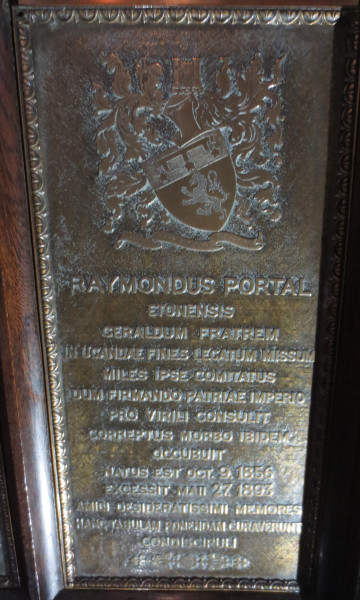 RAYMONDUS PORTAL
ETONENSIS
GERALDUM FRATREM
IN UGANDAE FINES LEGATUM MISSUM
MILES IPSE COMITATUS
DUM FIRMANDO PATRIAE IMPERIO
PRO VIRILI CONSULIT
CORREPTUS MORBO IBIDEM
OCCUBUIT
NATUS EST OCT. 9. 1856
EXCESSIT MAII 27 1893
AMICI DESIDERATISSIMI MEMORES
HANC TABULAM PONENDAM CURAVERUNT
CONDISCIPULI